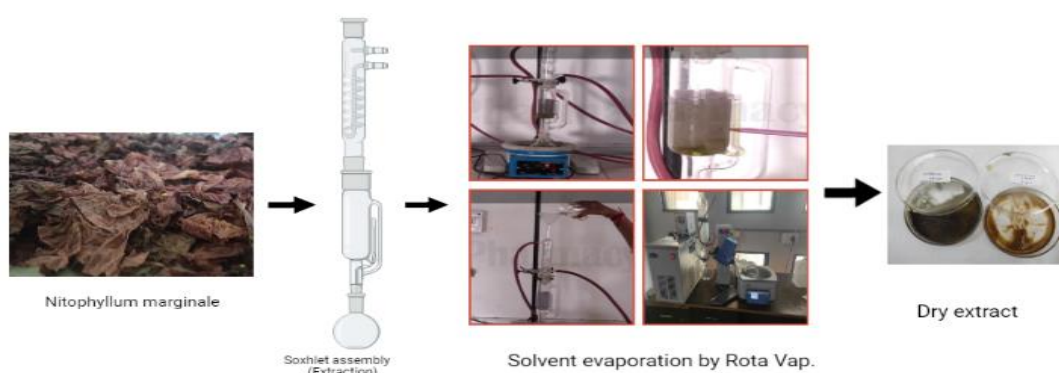 Nitophyllum marginale
Soxhlet assembly
(Extraction)
Solvent evaporation by Rota Vap.
Dry extract